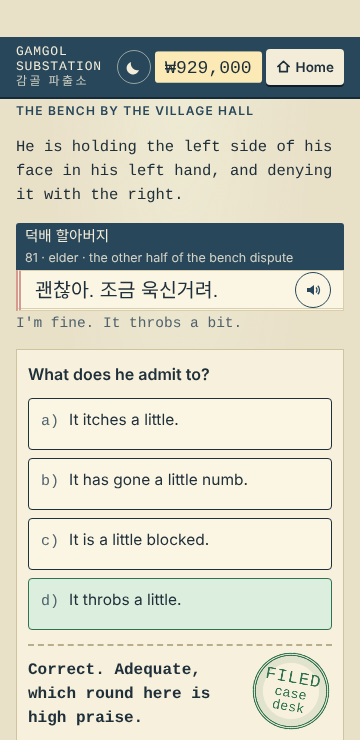 GAMGOL
SUBSTATION
감골 파출소
₩929,000
Home
THE BENCH BY THE VILLAGE HALL
He is holding the left side of his
face in his left hand, and denying
it with the right.
덕배 할아버지
81 · elder · the other half of the bench dispute
괜찮아. 조금 욱신거려.
I'm fine. It throbs a bit.
What does he admit to?
a) It itches a little.
b) It has gone a little numb.
c) It is a little blocked.
d) It throbs a little.
Correct. Adequate,
which round here is
high praise.
FILED
case
desk